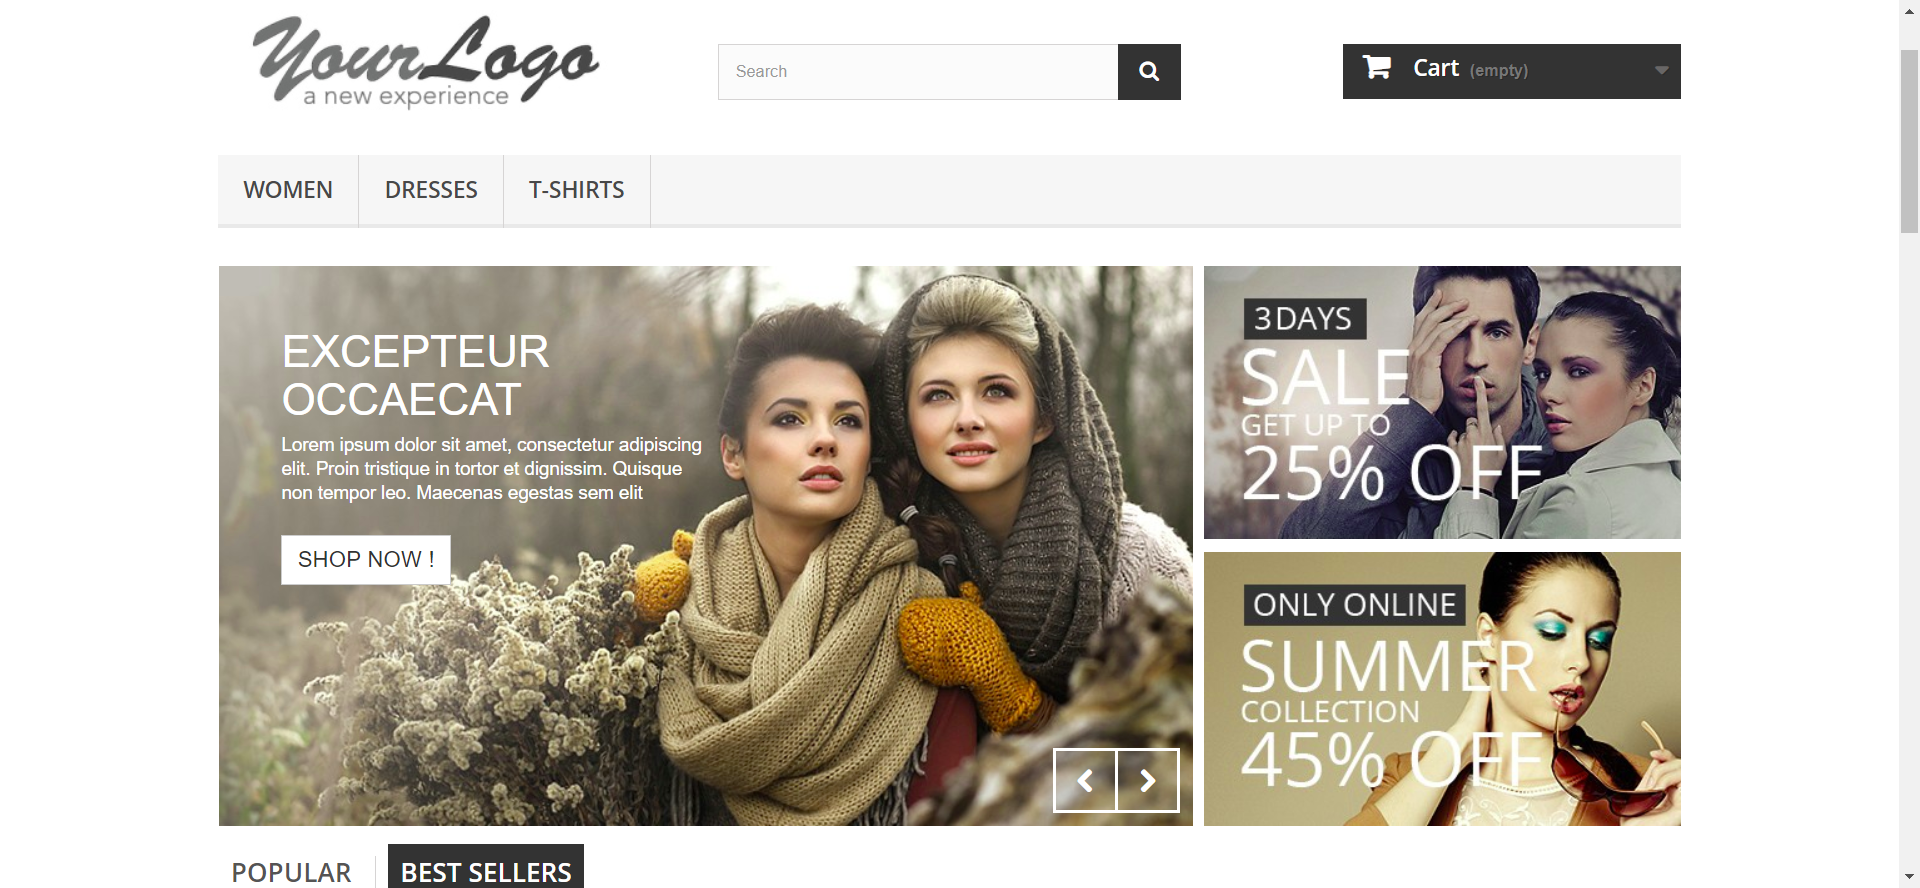 YourLogo
a new experience
Search
Cart (empty)
WOMEN
DRESSES
T-SHIRTS
EXCEPTEUR
OCCAECAT
Lorem ipsum dolor sit amet, consectetur adipiscing
elit. Proin tristique in tortor et dignissim. Quisque
non tempor leo. Maecenas egestas sem elit
SHOP NOW !
3 DAYS
SALE
GET UP TO
25% OFF
ONLY ONLINE
SUMMER
COLLECTION
45% OFF
POPULAR
BEST SELLERS